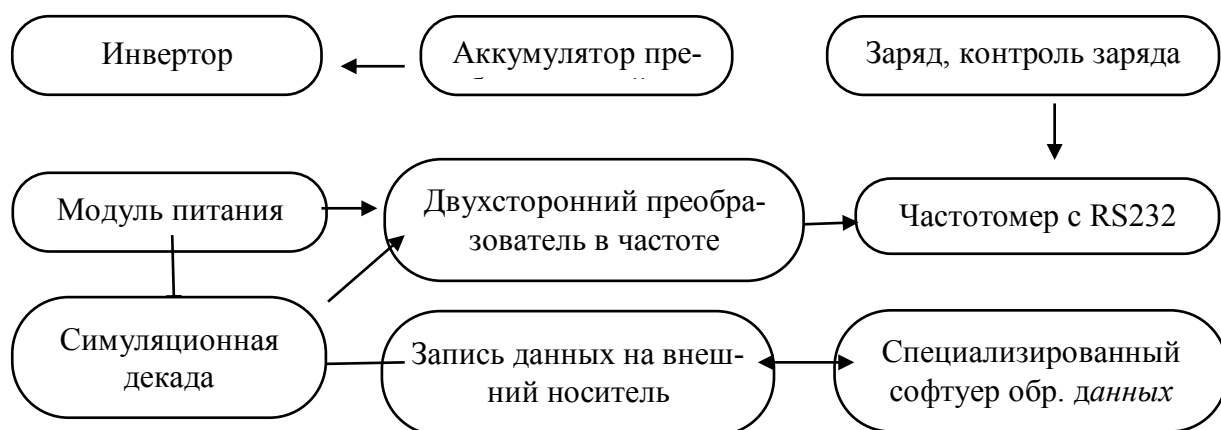 Инвертор
Аккумулятор пре-
Заряд, контроль заряда
Модуль питания
Двухсторонний преобра-
зователь в частоте
Частотомер с RS232
Симуляционная
декада
Запись данных на внеш-
ний носитель
Специализированный
софтуер обр. данных